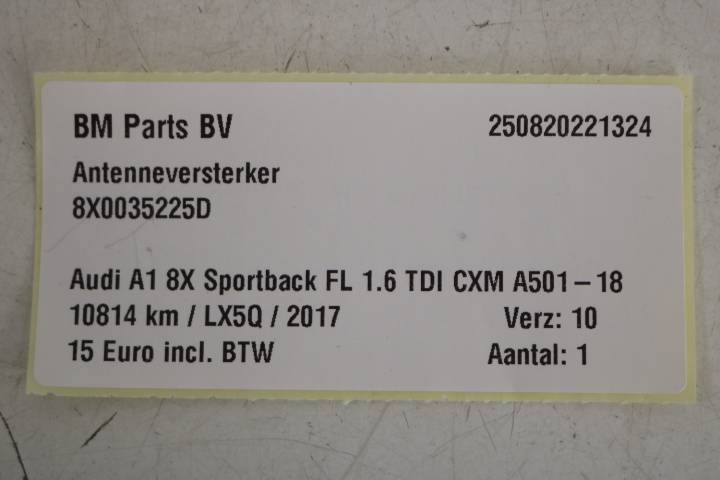 BM Parts BV 250820221324
Antenneversterker
8X0035225D
Audi A1 8X Sportback FL 1.6 TDI CXM A501-18
10814 km / LX5Q / 2017 Verz: 10
15 Euro incl. BTW Aantal: 1